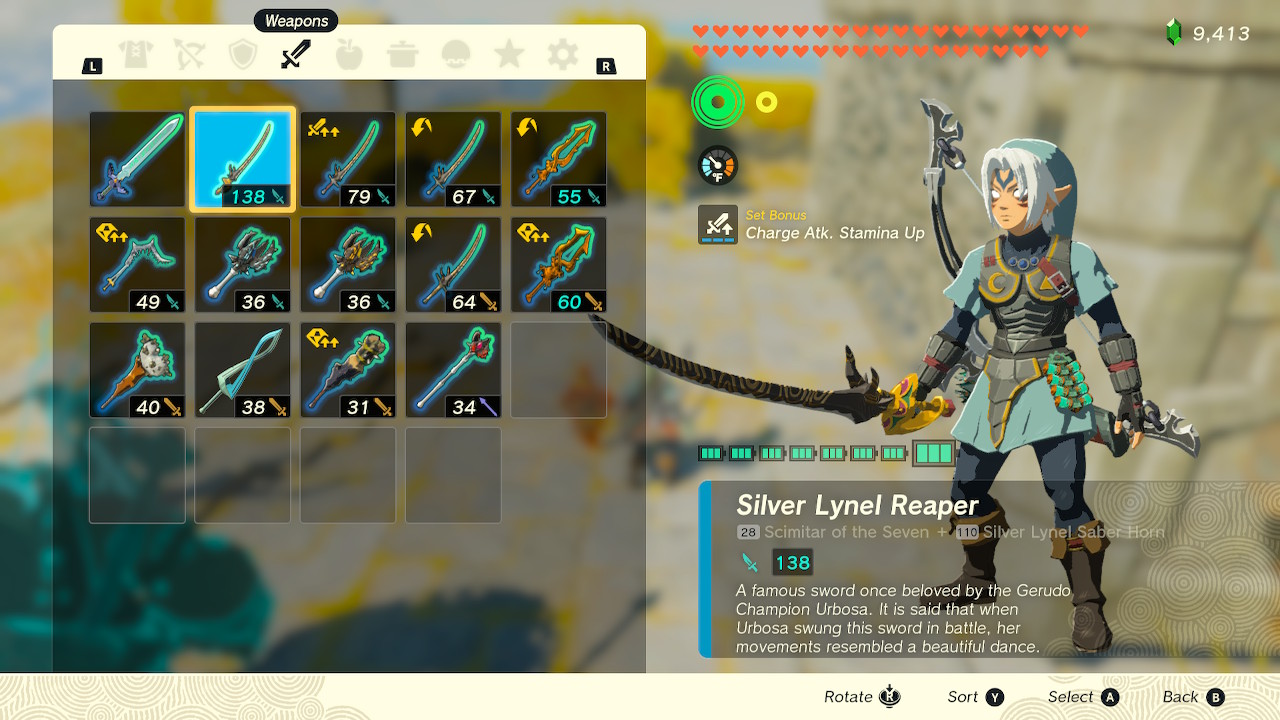 Weapons
L
R
9,413
°F
Set Bonus
Charge Atk. Stamina Up
138
79
67
55
49
36
36
64
60
40
38
31
34
Silver Lynel Reaper
28 Scimitar of the Seven + 110 Silver Lynel Saber Horn
138
A famous sword once beloved by the Gerudo
Champion Urbosa. It is said that when
Urbosa swung this sword in battle, her
movements resembled a beautiful dance.
Rotate R Sort Y Select A Back B